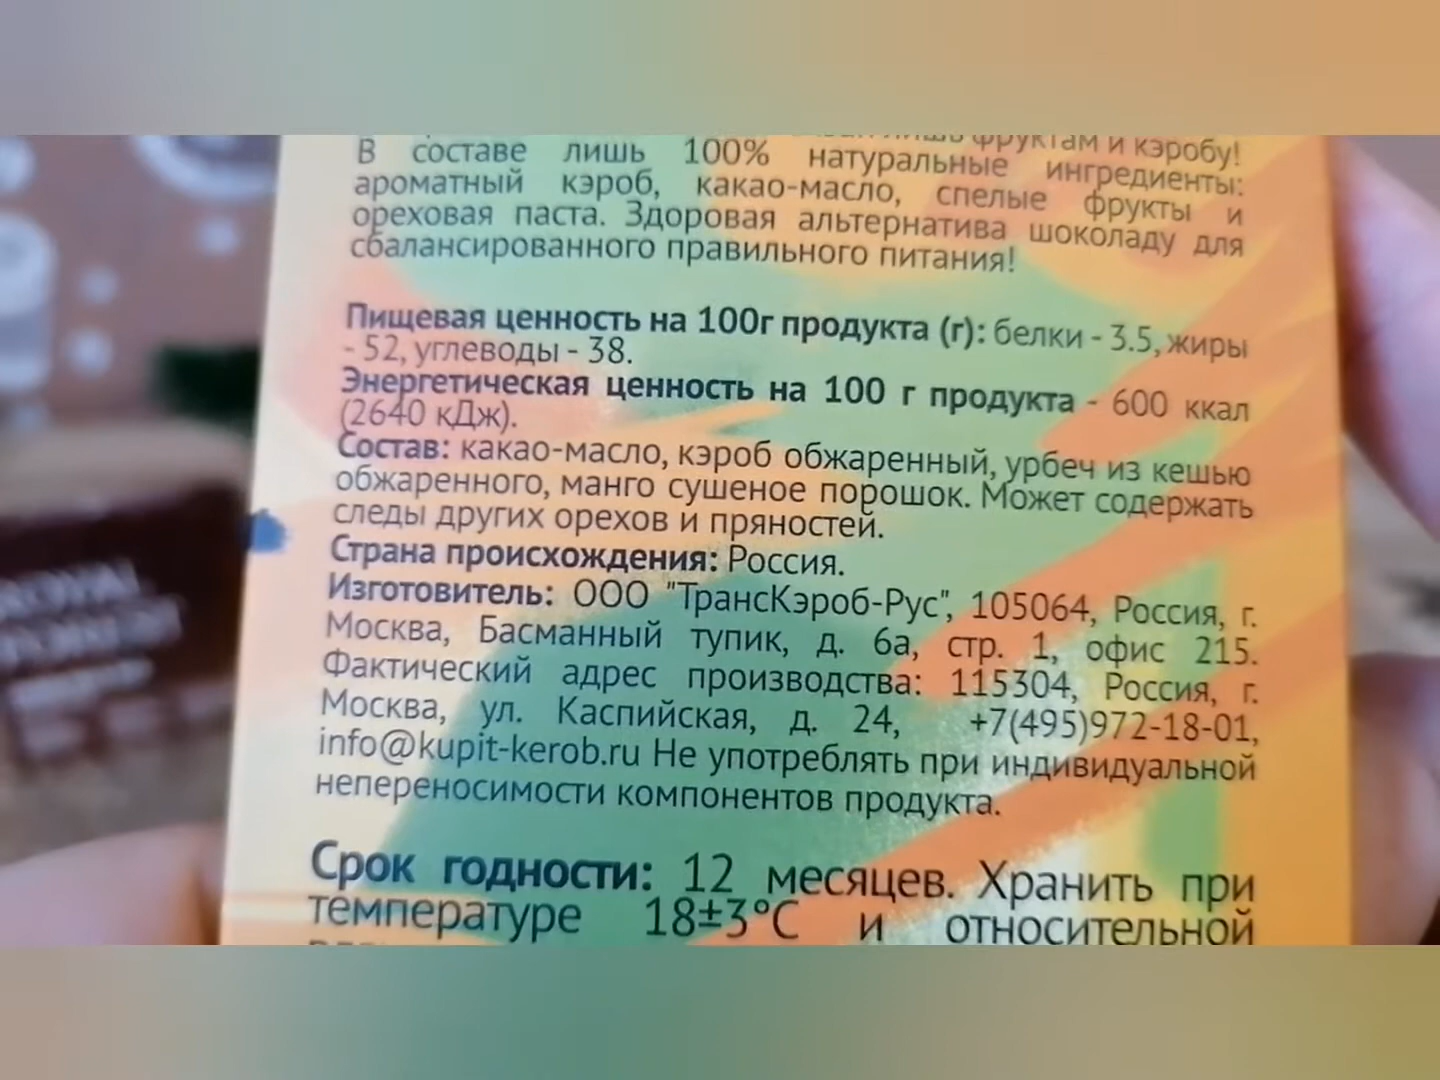 лишь фруктам и кэробу!
В составе лишь 100% натуральные ингредиенты:
ароматный кэроб, какао-масло, спелые фрукты и
ореховая паста. Здоровая альтернатива шоколаду для
сбалансированного правильного питания!
Пищевая ценность на 100г продукта (г): белки - 3.5, жиры
- 52, углеводы - 38.
Энергетическая ценность на 100 г продукта - 600 ккал
(2640 кДж).
Состав: какао-масло, кэроб обжаренный, урбеч из кешью
обжаренного, манго сушеное порошок. Может содержать
следы других орехов и пряностей.
Страна происхождения: Россия.
Изготовитель: ООО "ТрансКэроб-Рус", 105064, Россия, г.
Москва, Басманный тупик, д. 6а, стр. 1, офис 215.
Фактический адрес производства: 115304, Россия, г.
Москва, ул. Каспийская, д. 24, +7(495)972-18-01,
info@kupit-kerob.ru Не употреблять при индивидуальной
непереносимости компонентов продукта.
Срок годности: 12 месяцев. Хранить при
температуре 18±3°C и относительной
ROYAL